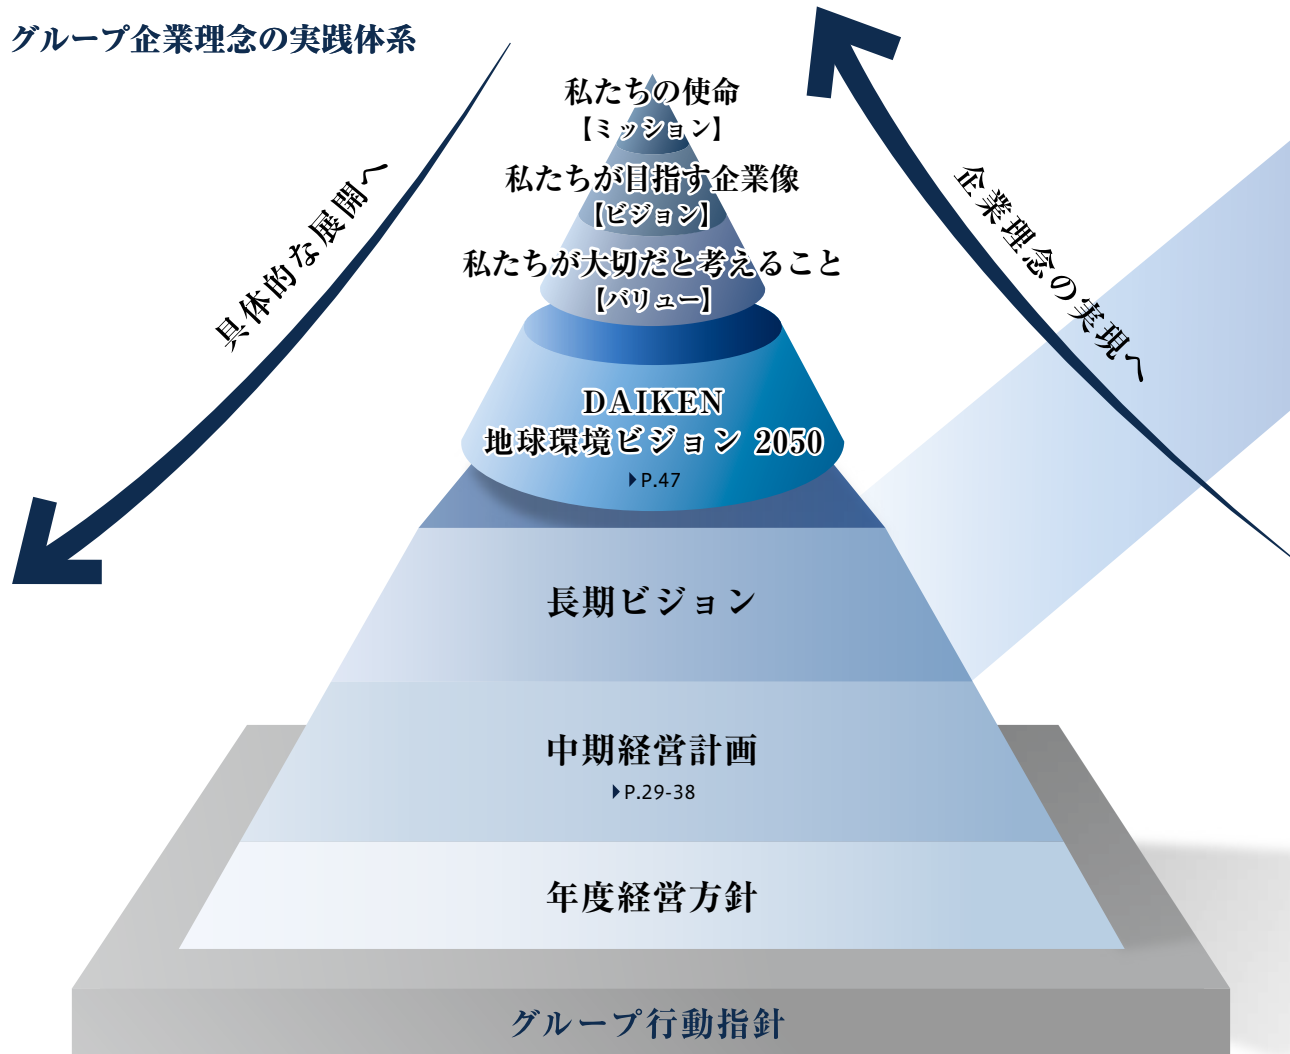 グループ企業理念の実践体系
私たちの使命
【ミッション】
私たちが目指す企業像
【ビジョン】
私たちが大切だと考えること
【バリュー】
具体的な展開へ
企業理念の実現へ
DAIKEN
地球環境ビジョン 2050
P.47
長期ビジョン
中期経営計画
P.29-38
年度経営方針
グループ行動指針